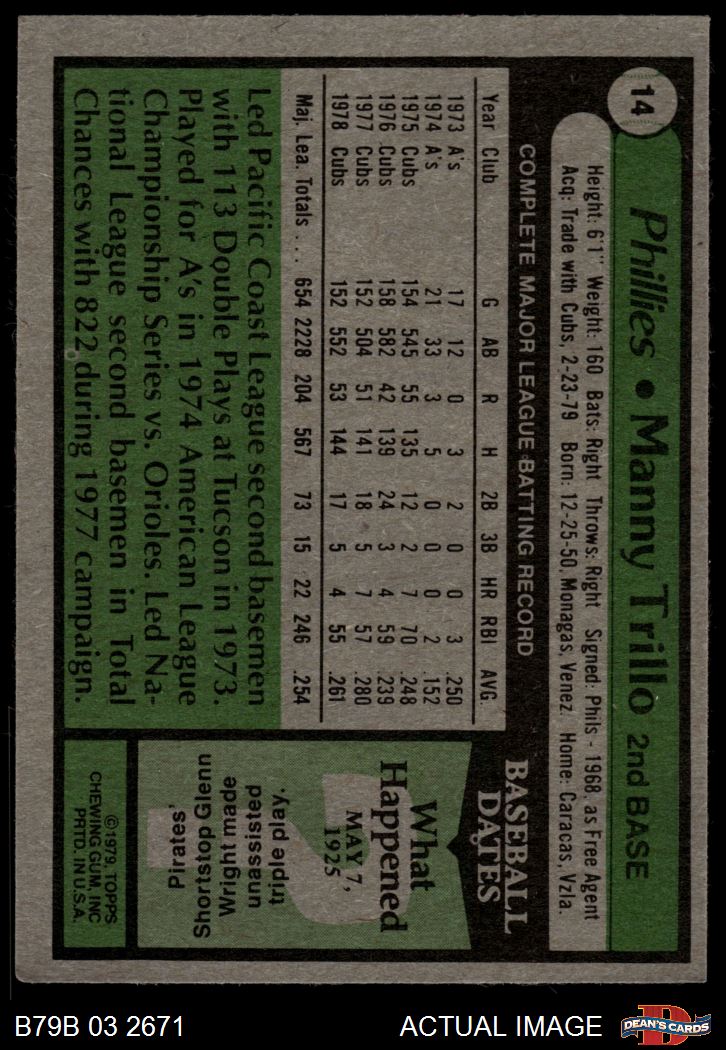 14
Phillies • Manny Trillo 2nd BASE
Height: 6'1" Weight: 160 Bats: Right Throws: Right Signed: Phils - 1968, as Free Agent
Acq: Trade with Cubs, 2-23-79 Born: 12-25-50, Monagas, Venez. Home: Caracas, Vzla.
COMPLETE MAJOR LEAGUE BATTING RECORD
Year Club G AB R H 2B 3B HR RBI AVG
1973 A's 17 12 0 3 2 0 0 3 .250
1974 A's 21 33 3 5 0 0 0 2 .152
1975 Cubs 154 545 55 135 12 2 7 70 .248
1976 Cubs 158 582 42 139 24 3 4 59 .239
1977 Cubs 152 504 51 141 18 5 7 57 .280
1978 Cubs 152 552 53 144 17 5 4 55 .261
Maj. Lea. Totals . . . 654 2228 204 567 73 15 22 246 .254
Led Pacific Coast League second basemen
with 113 Double Plays at Tucson in 1973.
Played for A's in 1974 American League
Championship Series vs. Orioles. Led Na-
tional League second basemen in Total
Chances with 822 during 1977 campaign.
BASEBALL
DATES
What
Happened
MAY 7,
1925
Pirates'
Shortstop Glenn
Wright made
unassisted
triple play.
©1979, TOPPS
CHEWING GUM, INC
PRTD. IN U.S.A.
B79B 03 2671
ACTUAL IMAGE
D
DEAN'S CARDS